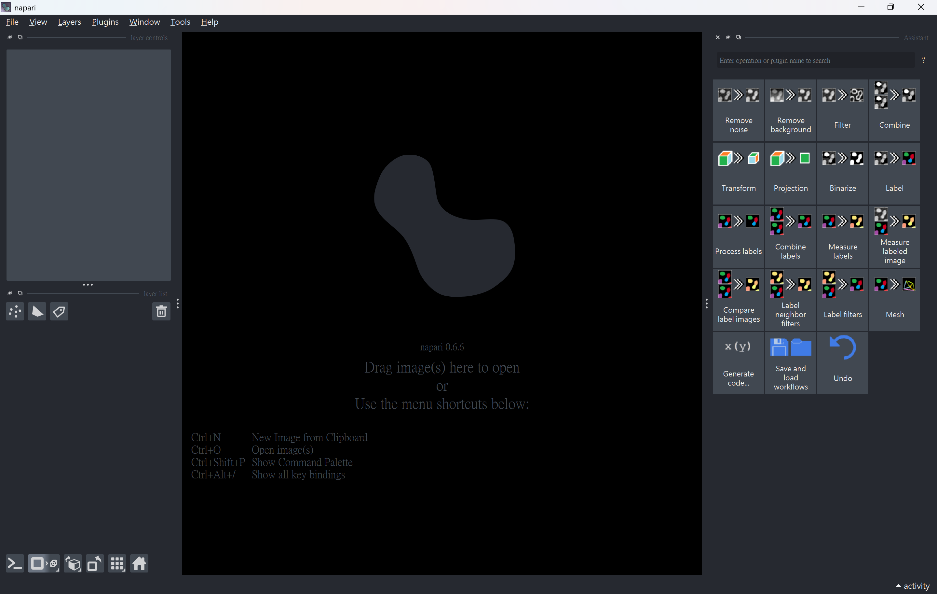 napari
File View Layers Plugins Window Tools Help
layer controls
Assistant
Enter operation or plugin name to search
?
Remove noise
Remove background
Filter
Combine
Transform
Projection
Binarize
Label
Process labels
Combine labels
Measure labels
Measure labeled image
Compare label images
Label neighbor filters
Label filters
Mesh
x (y)
Generate code...
Save and load workflows
Undo
layer list
napari 0.6.6
Drag image(s) here to open
or
Use the menu shortcuts below:
Ctrl+N New Image from Clipboard
Ctrl+O Open Image(s)
Ctrl+Shift+P Show Command Palette
Ctrl+Alt+/ Show all key bindings
activity